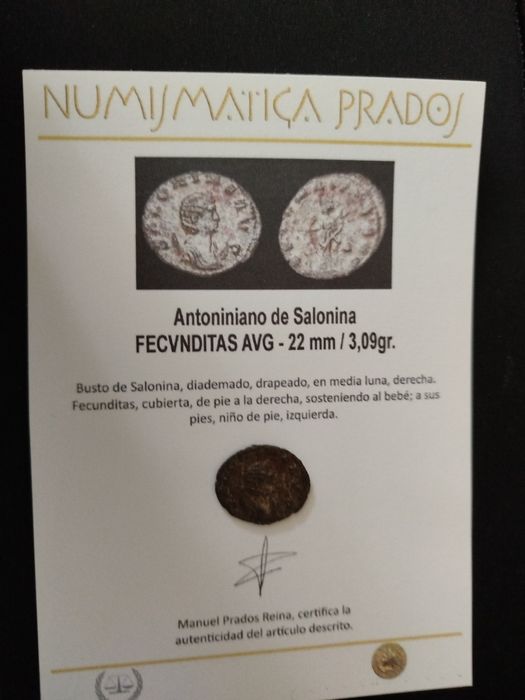 NUMISMATICA PRADOS
Antoniniano de Salonina
FECVNDITAS AVG - 22 mm / 3,09gr.
Busto de Salonina, diademado, drapeado, en media luna, derecha.
Fecunditas, cubierta, de pie a la derecha, sosteniendo al bebé; a sus
pies, niño de pie, izquierda.
Manuel Prados Reina, certifica la
autenticidad del artículo descrito.